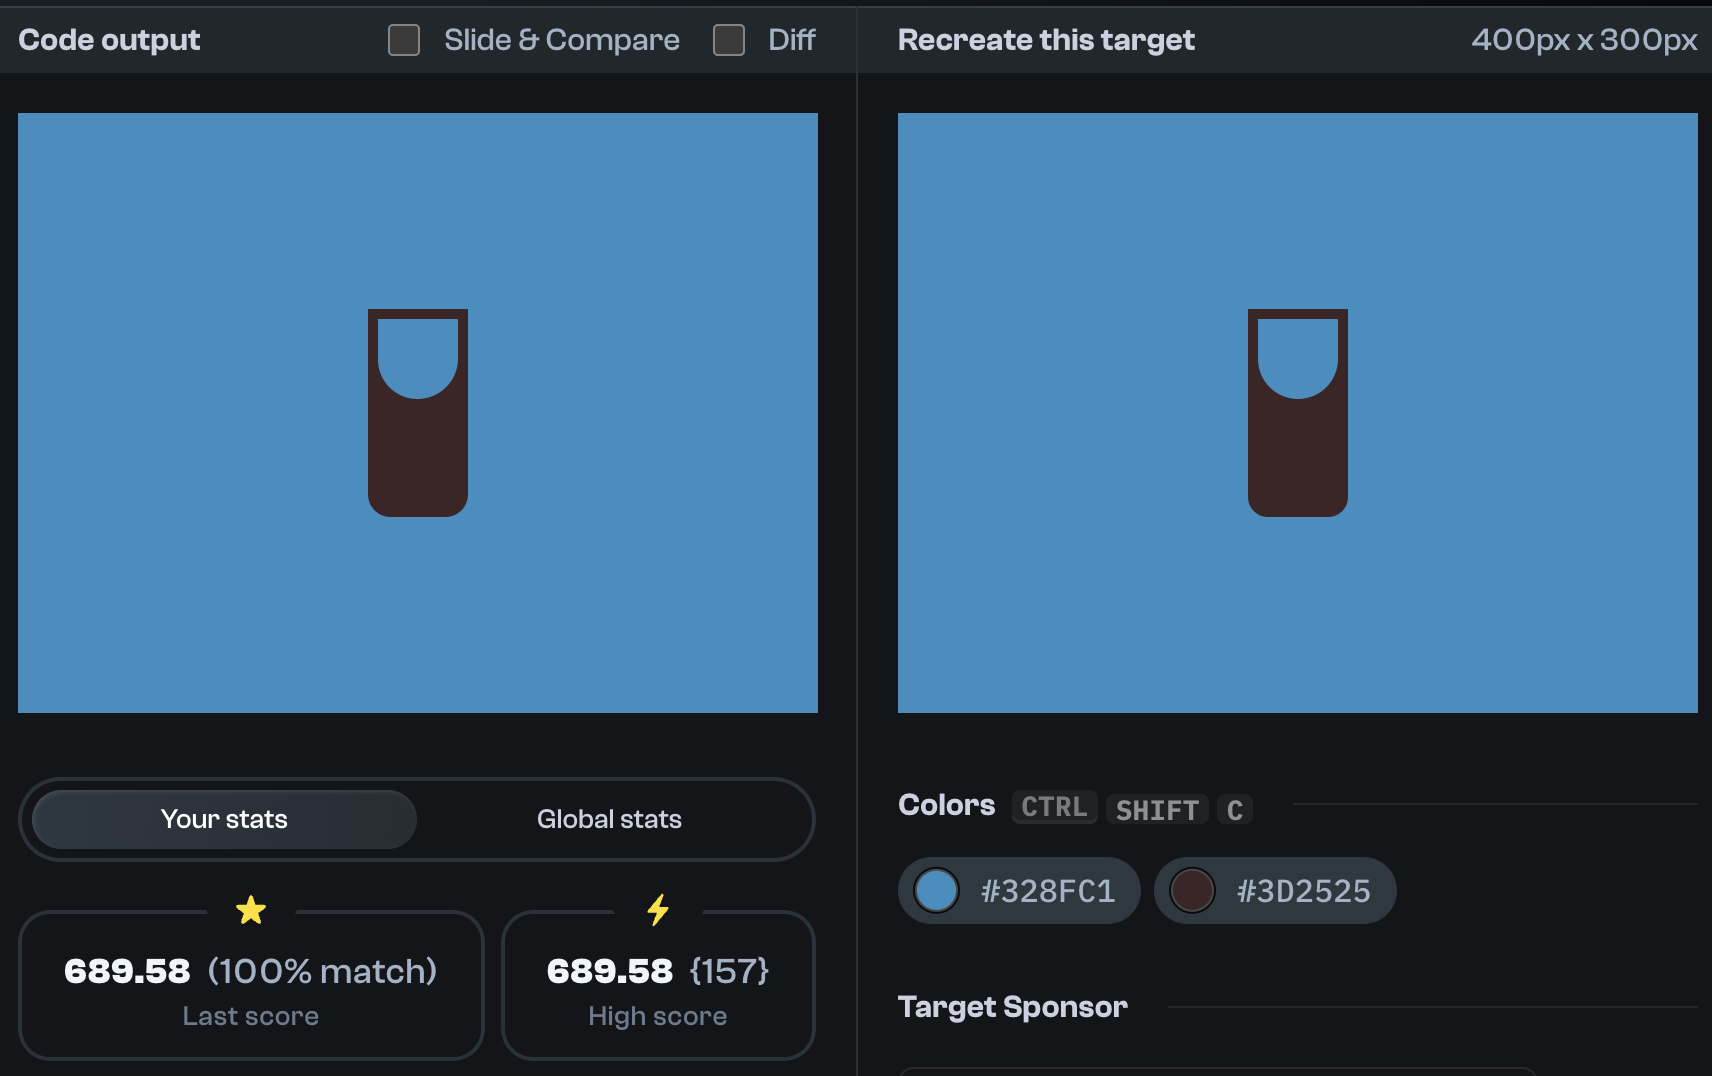 Code output
Slide & Compare
Diff
Recreate this target
400px x 300px
Your stats
Global stats
689.58 (100% match)
Last score
689.58 {157}
High score
Colors CTRL SHIFT C
#328FC1
#3D2525
Target Sponsor